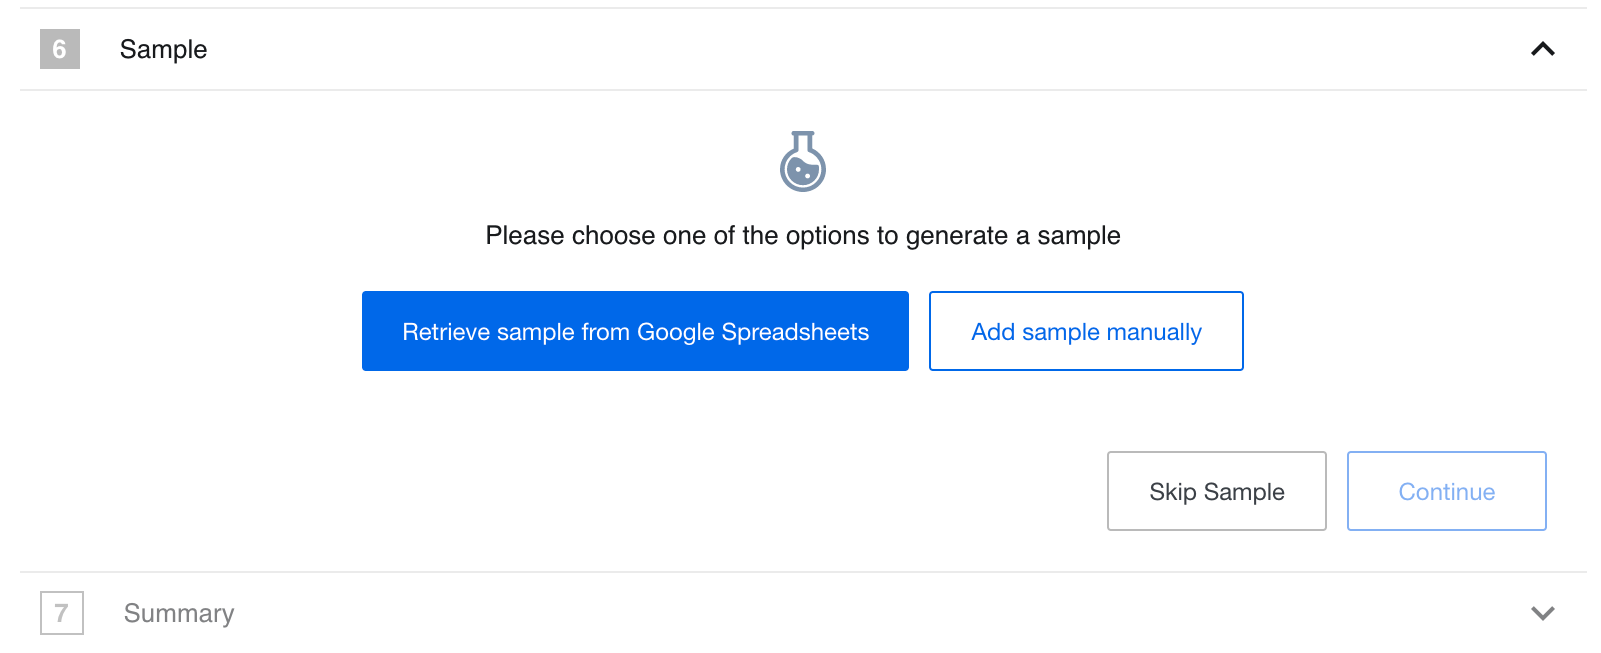 6 Sample
Please choose one of the options to generate a sample
Retrieve sample from Google Spreadsheets Add sample manually
Skip Sample Continue
7 Summary